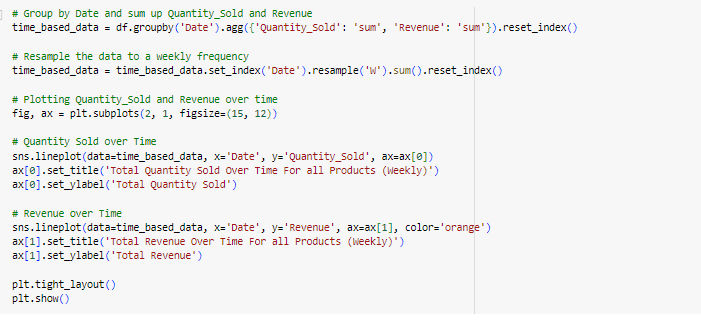 # Group by Date and sum up Quantity_Sold and Revenue
time_based_data = df.groupby('Date').agg({'Quantity_Sold': 'sum', 'Revenue': 'sum'}).reset_index()
# Resample the data to a weekly frequency
time_based_data = time_based_data.set_index('Date').resample('W').sum().reset_index()
# Plotting Quantity_Sold and Revenue over time
fig, ax = plt.subplots(2, 1, figsize=(15, 12))
# Quantity Sold over Time
sns.lineplot(data=time_based_data, x='Date', y='Quantity_Sold', ax=ax[0])
ax[0].set_title('Total Quantity Sold Over Time For all Products (Weekly)')
ax[0].set_ylabel('Total Quantity Sold')
# Revenue over Time
sns.lineplot(data=time_based_data, x='Date', y='Revenue', ax=ax[1], color='orange')
ax[1].set_title('Total Revenue Over Time For all Products (Weekly)')
ax[1].set_ylabel('Total Revenue')
plt.tight_layout()
plt.show()